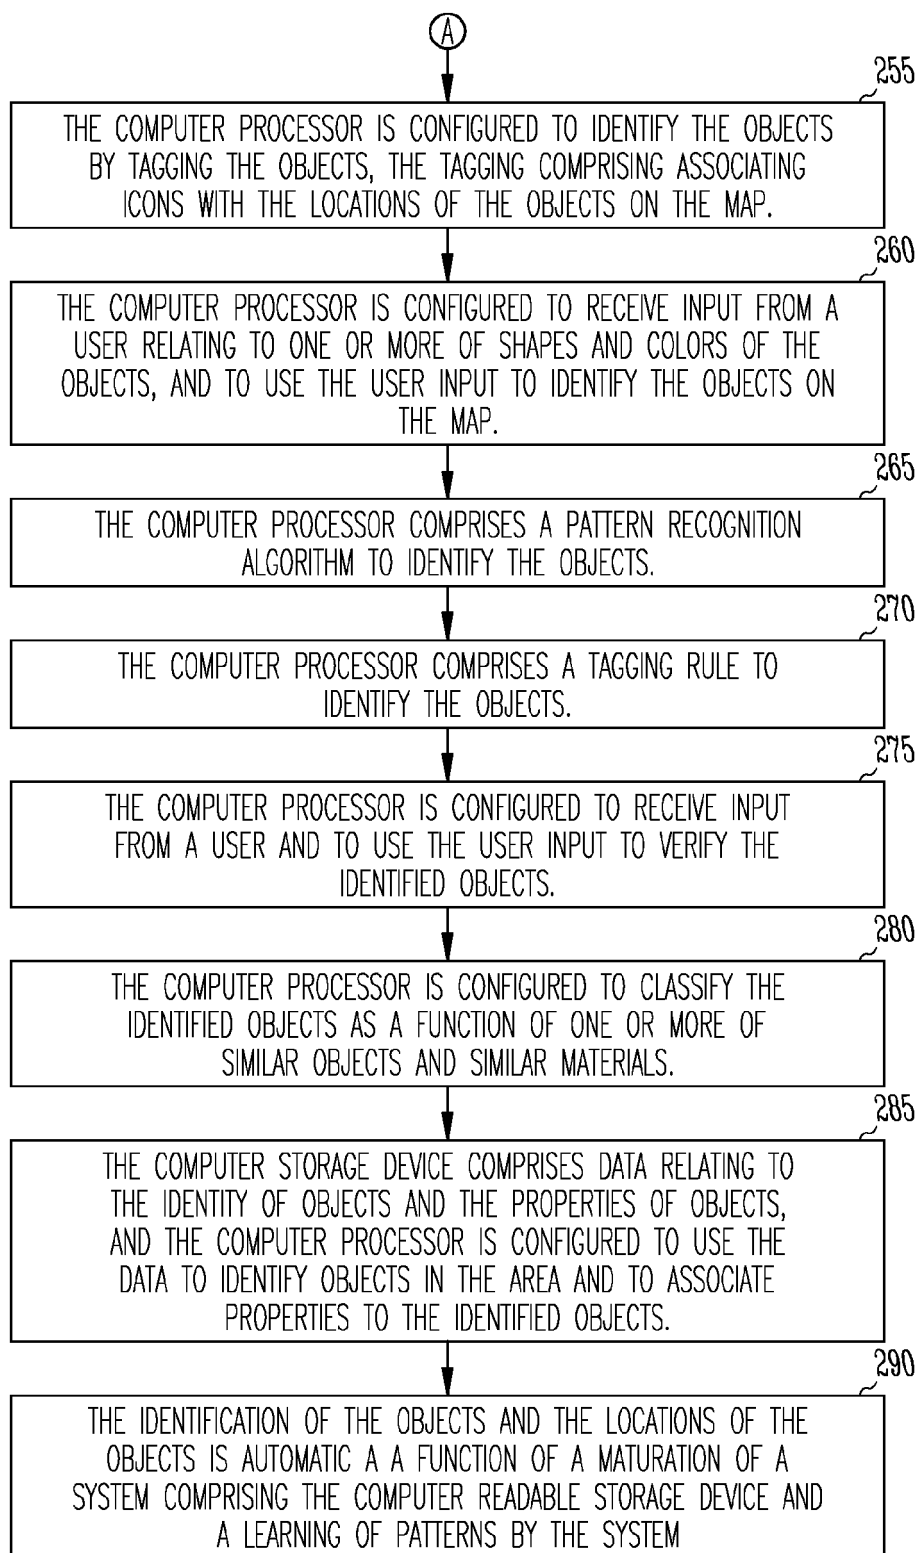 A
255
THE COMPUTER PROCESSOR IS CONFIGURED TO IDENTIFY THE OBJECTS
BY TAGGING THE OBJECTS, THE TAGGING COMPRISING ASSOCIATING
ICONS WITH THE LOCATIONS OF THE OBJECTS ON THE MAP.
260
THE COMPUTER PROCESSOR IS CONFIGURED TO RECEIVE INPUT FROM A
USER RELATING TO ONE OR MORE OF SHAPES AND COLORS OF THE
OBJECTS, AND TO USE THE USER INPUT TO IDENTIFY THE OBJECTS ON
THE MAP.
265
THE COMPUTER PROCESSOR COMPRISES A PATTERN RECOGNITION
ALGORITHM TO IDENTIFY THE OBJECTS.
270
THE COMPUTER PROCESSOR COMPRISES A TAGGING RULE TO
IDENTIFY THE OBJECTS.
275
THE COMPUTER PROCESSOR IS CONFIGURED TO RECEIVE INPUT
FROM A USER AND TO USE THE USER INPUT TO VERIFY THE
IDENTIFIED OBJECTS.
280
THE COMPUTER PROCESSOR IS CONFIGURED TO CLASSIFY THE
IDENTIFIED OBJECTS AS A FUNCTION OF ONE OR MORE OF
SIMILAR OBJECTS AND SIMILAR MATERIALS.
285
THE COMPUTER STORAGE DEVICE COMPRISES DATA RELATING TO
THE IDENTITY OF OBJECTS AND THE PROPERTIES OF OBJECTS,
AND THE COMPUTER PROCESSOR IS CONFIGURED TO USE THE
DATA TO IDENTIFY OBJECTS IN THE AREA AND TO ASSOCIATE
PROPERTIES TO THE IDENTIFIED OBJECTS.
290
THE IDENTIFICATION OF THE OBJECTS AND THE LOCATIONS OF THE
OBJECTS IS AUTOMATIC A A FUNCTION OF A MATURATION OF A
SYSTEM COMPRISING THE COMPUTER READABLE STORAGE DEVICE AND
A LEARNING OF PATTERNS BY THE SYSTEM